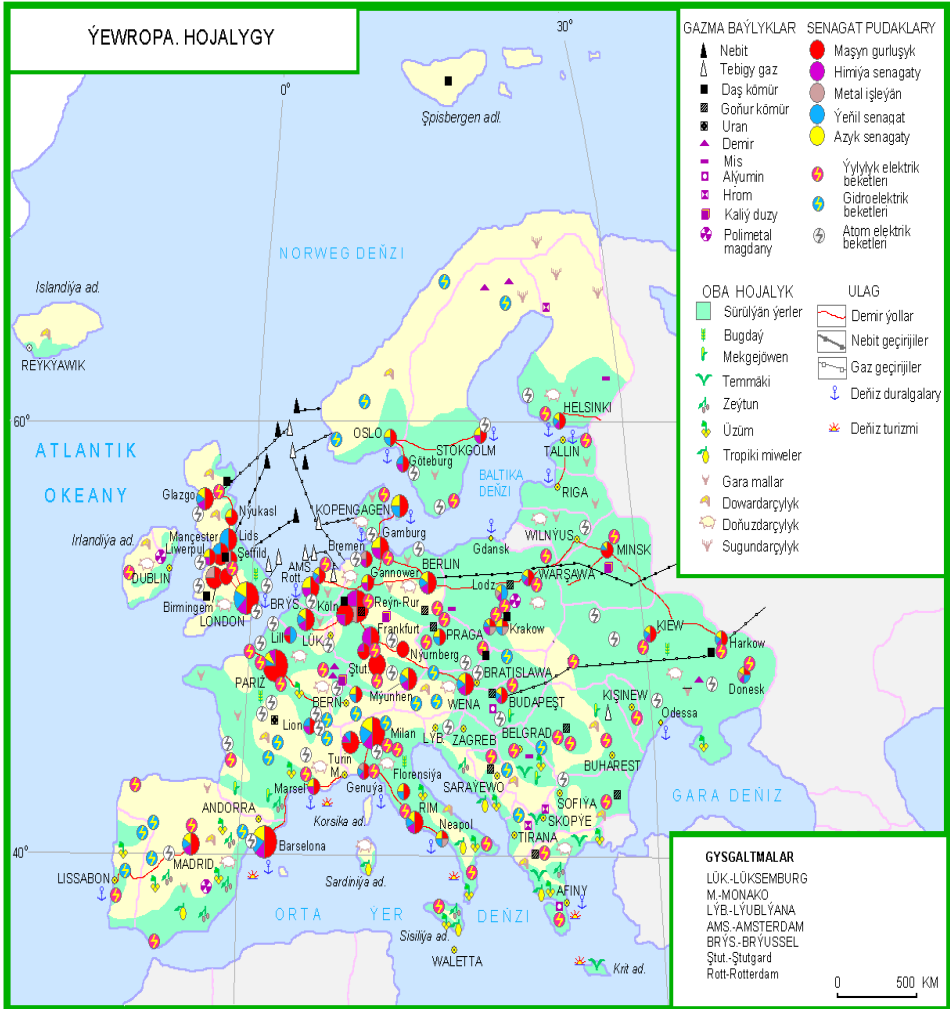 ÝEWROPA. HOJALYGY
40°
30°
0°
60°
40°
GAZMA BAÝLYKLAR
Nebit
Tebigy gaz
Daş kömür
Goňur kömür
Uran
Demir
Mis
Alýumin
Hrom
Kaliý duzy
Polimetal
magdany
SENAGAT PUDAKLARY
Maşyn gurluşyk
Himiýa senagaty
Metal işleýän
Ýeňil senagat
Azyk senagaty
Ýylylyk elektrik
beketleri
Gidroelektrik
beketleri
Atom elektrik
beketleri
OBA HOJALYK
Sürülýän ýerler
Bugdaý
Mekgejöwen
Temmäki
Zeýtun
Üzüm
Tropiki miweler
Gara mallar
Dowardarçylyk
Doňuzdarçylyk
Sugundarçylyk
ULAG
Demir ýollar
Nebit geçirijiler
Gaz geçirijiler
Deňiz duralgalary
Deňiz turizmi
Şpisbergen adl.
NORWEG DEŇZI
Islandiýa ad.
REÝKÝAWIK
ATLANTIK
OKEANY
HELSINKI
OSLO
STOKGOLM
TALLIN
Göteburg
BALTIKA
DEŇZI
RIGA
Glazgo
Nýukasl
KOPENGAGEN
Irlandiýa ad.
Mançester
Lids
Liwerpul
Şeffild
DUBLIN
Gamburg
Bremen
Gdansk
WILNÝUS
MINSK
AMS.
Rott.
Gannower
BERLIN
WARŞAWA
Lodz
Birmingem
LONDON
BRÝS.
Köln
Reýn-Rur
Lill
LÚK
Frankfurt
PRAGA
Krakow
KIEW
Harkow
Nýurnberg
Ştut.
PARIŽ
BRATISLAWA
Donesk
BERN
Mýunhen
WENA
BUDAPEŞT
KIŞINEW
Odessa
Lion
Milan
LÝB.
ZAGREB
BELGRAD
BUHAREST
Turin
M.
Genuýa
Florensiýa
SARAÝEWO
Marsel
ANDORRA
Korsika ad.
RIM
SOFIÝA
SKOPÝE
GARA DEŇIZ
Neapol
TIRANA
MADRID
Barselona
LISSABON
Sardiniýa ad.
AFINY
ORTA ÝER DEŇZI
Sisiliýa ad.
WALETTA
Krit ad.
GYSGALTMALAR
LÚK.-LÚKSEMBURG
M.-MONAKO
LÝB.-LÝUBLÝANA
AMS.-AMSTERDAM
BRÝS.-BRÝUSSEL
Ştut.-Ştutgard
Rott-Rotterdam
0 500 KM